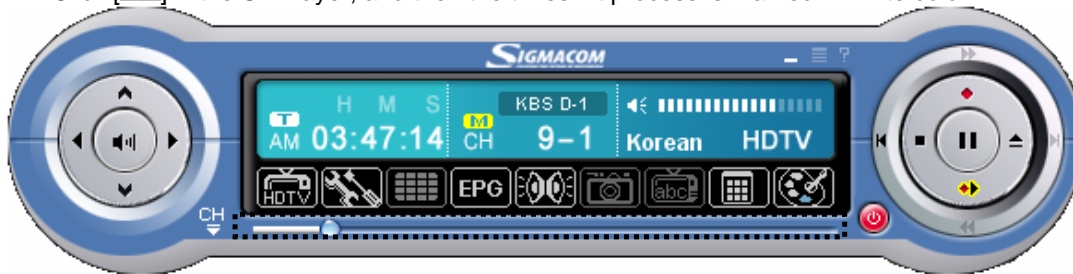 SIGMACOM
?
H M S
KBS D-1
T
M
AM 03:47:14
CH
9-1
Korean
HDTV
HDTV
EPG
abc
CH